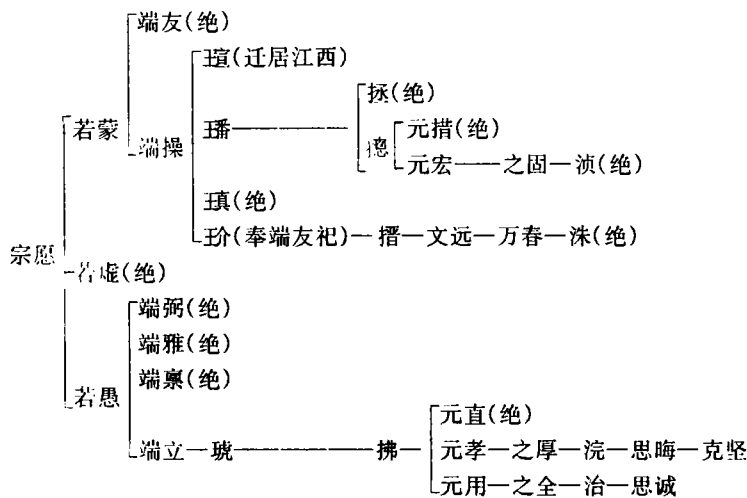 端友(绝)
瑄(迁居江西)
拯(绝)
若蒙
璠
元措(绝)
端操
元宏——之固—浈(绝)
瑱(绝)
玠(奉端友祀)—搢—文远—万春—洙(绝)
宗愿
若虚(绝)
端弼(绝)
端雅(绝)
端禀(绝)
若愚
元直(绝)
端立—琥——拂—元孝—之厚—浣—思晦—克坚
元用—之全—治—思诚